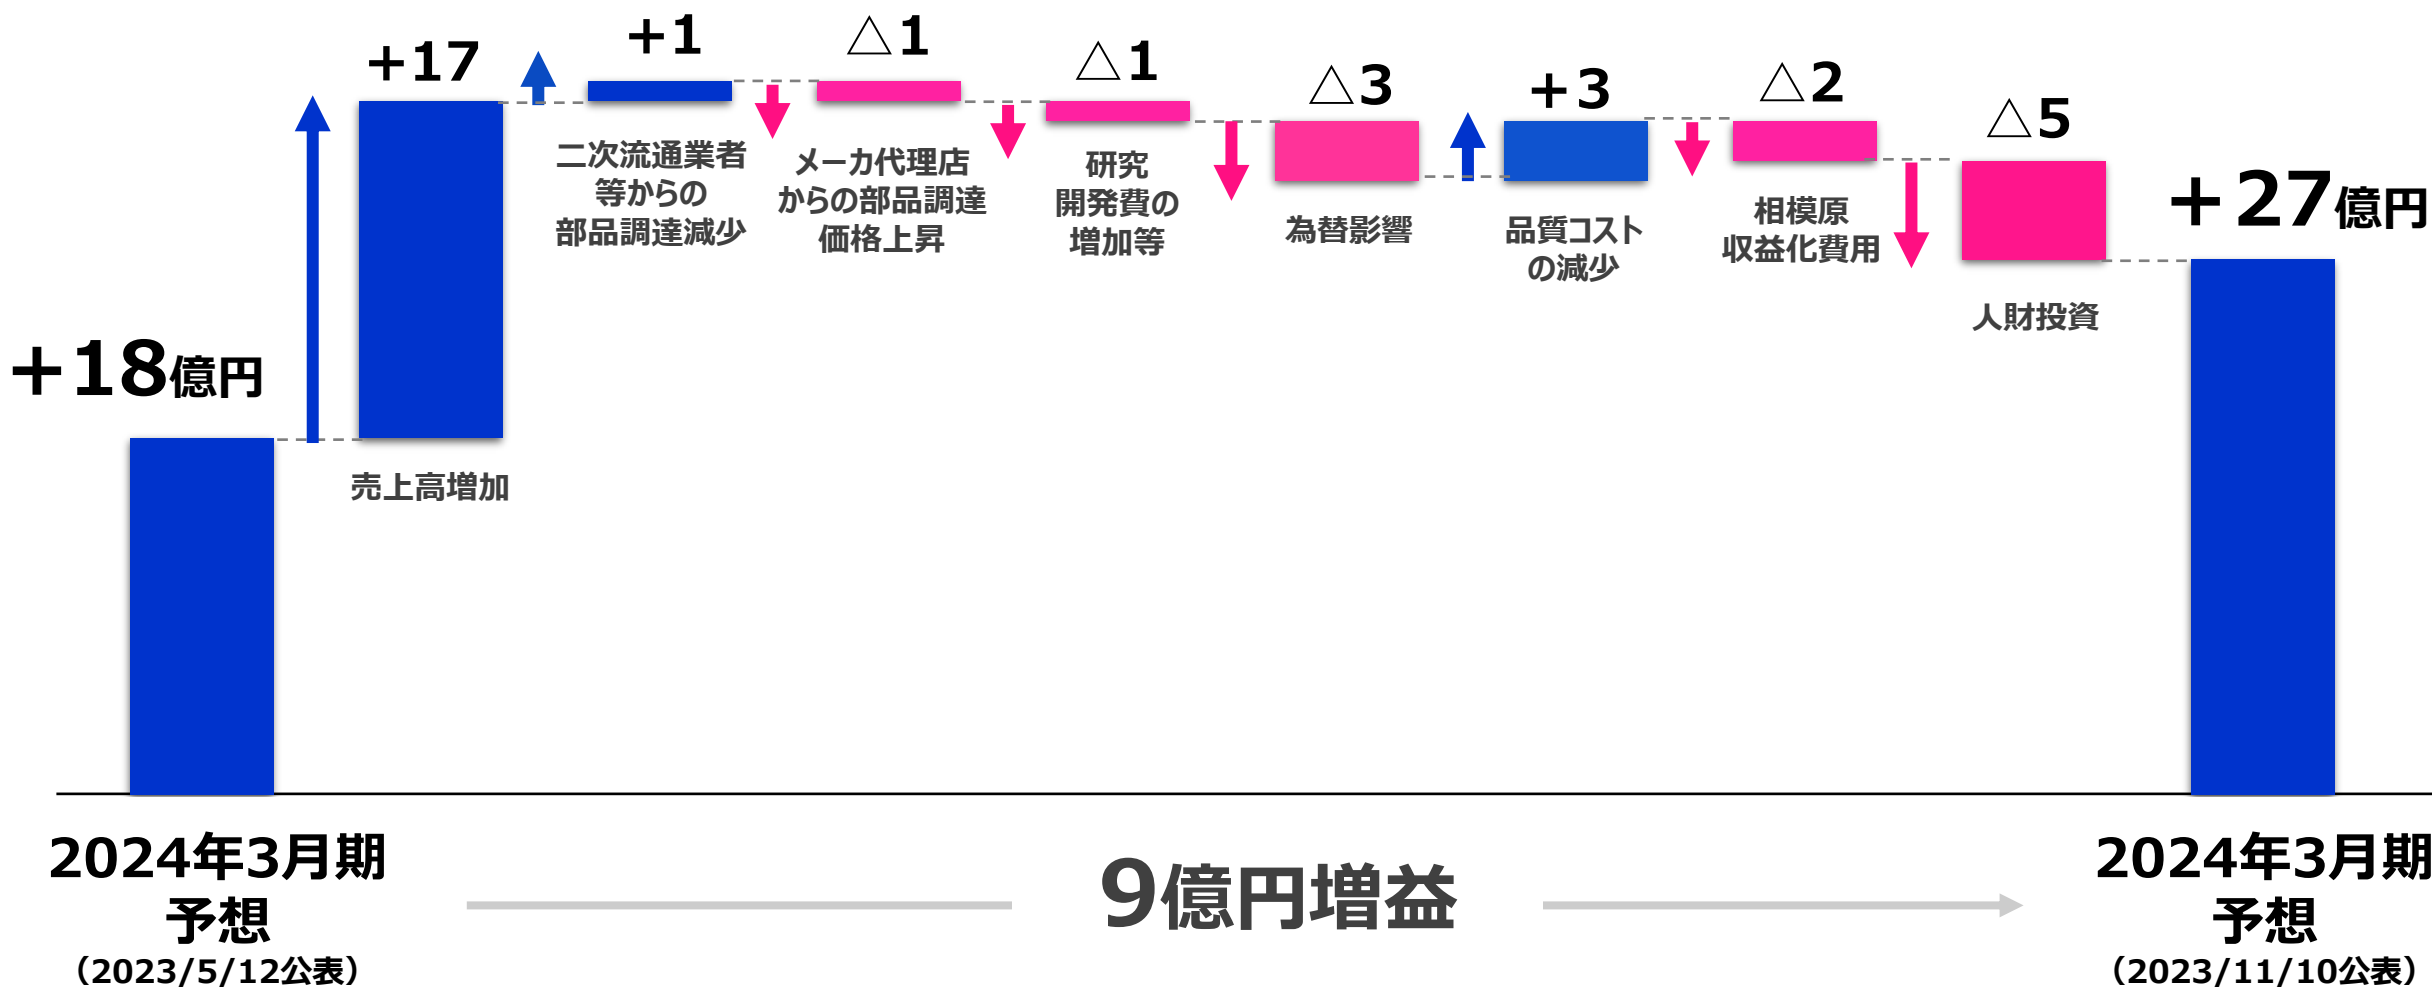 +18億円
+17
売上高増加
+1
二次流通業者
等からの
部品調達減少
△1
メーカ代理店
からの部品調達
価格上昇
△1
研究
開発費の
増加等
△3
為替影響
+3
品質コスト
の減少
△2
相模原
収益化費用
△5
人財投資
+27億円
2024年3月期
予想
（2023/5/12公表）
9億円増益
2024年3月期
予想
（2023/11/10公表）